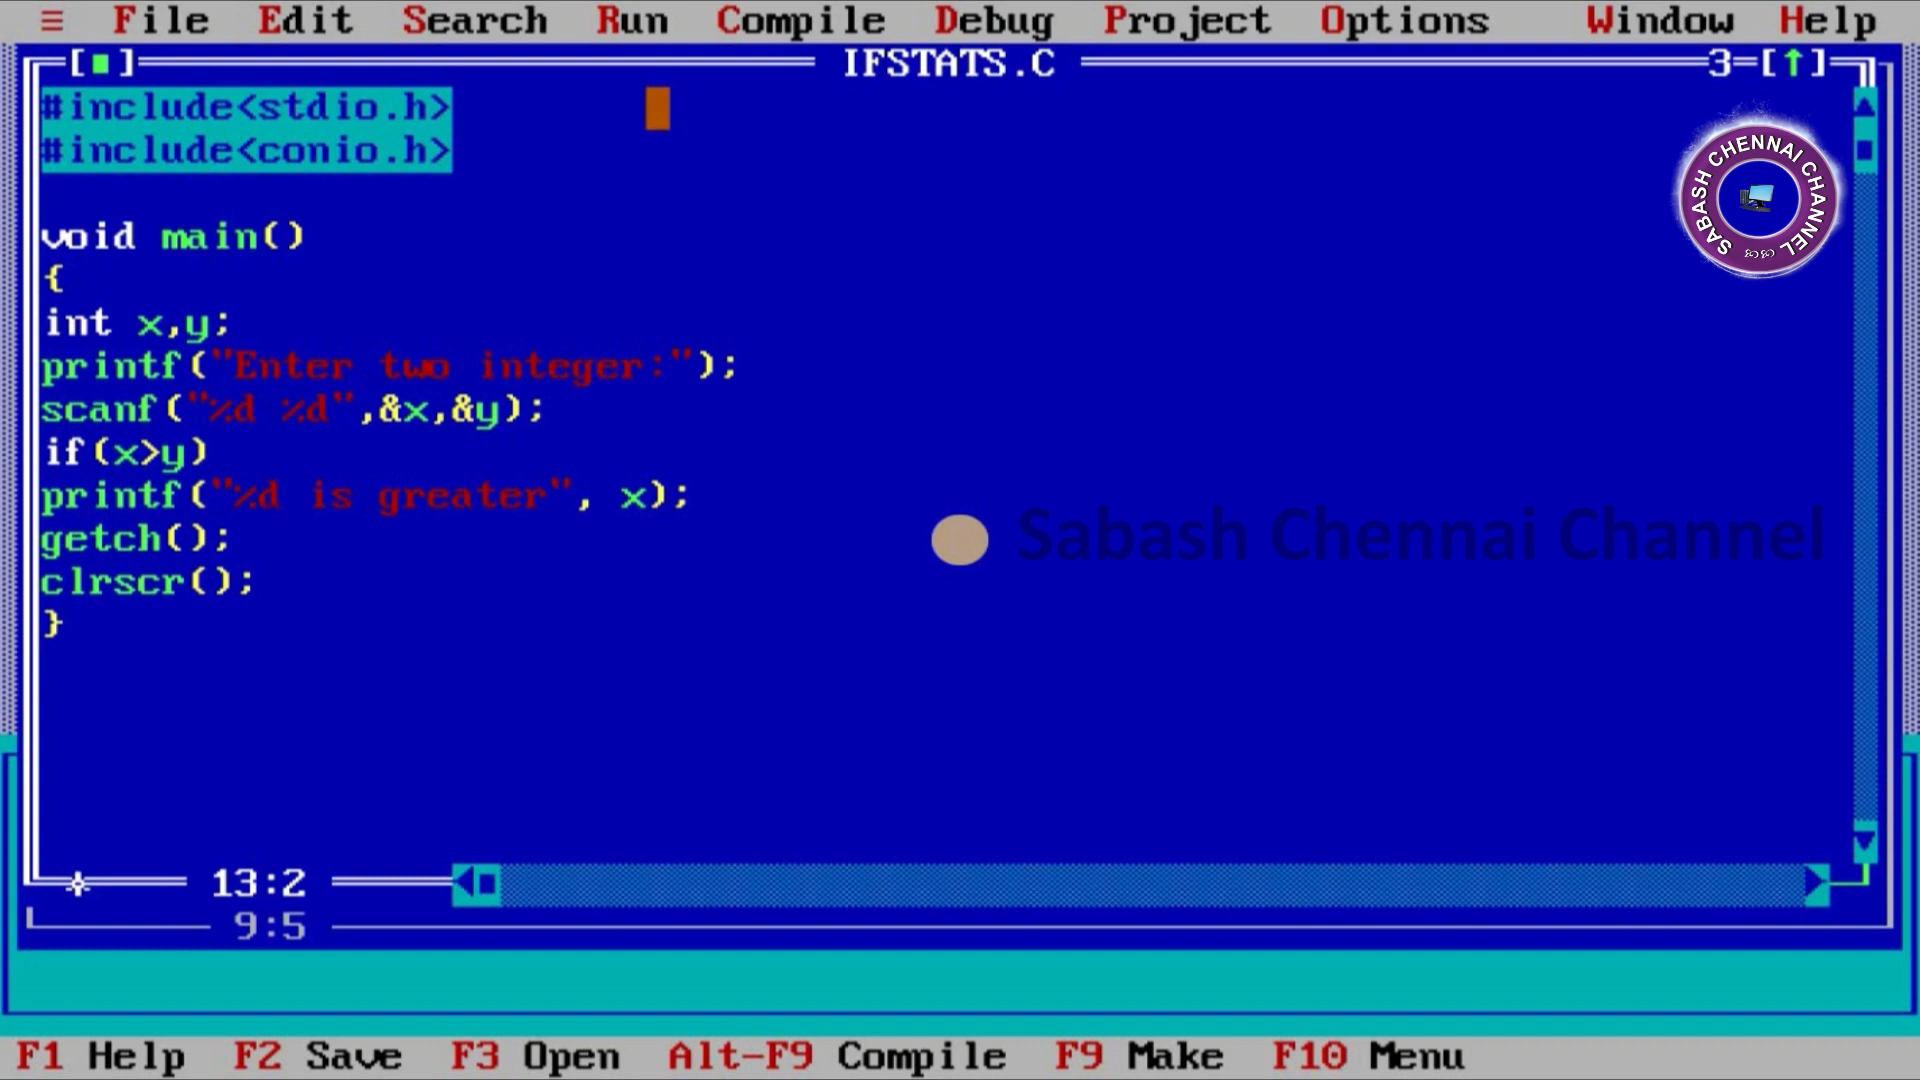 ≡ File Edit Search Run Compile Debug Project Options Window Help
[■] IFSTATS.C 3=[↑]
#include<stdio.h>
#include<conio.h>
void main()
{
int x,y;
printf("Enter two integer:");
scanf("%d %d",&x,&y);
if(x>y)
printf("%d is greater", x);
getch();
clrscr();
}
SABASH CHENNAI CHANNEL
Sabash Chennai Channel
13:2
9:5
F1 Help F2 Save F3 Open Alt-F9 Compile F9 Make F10 Menu